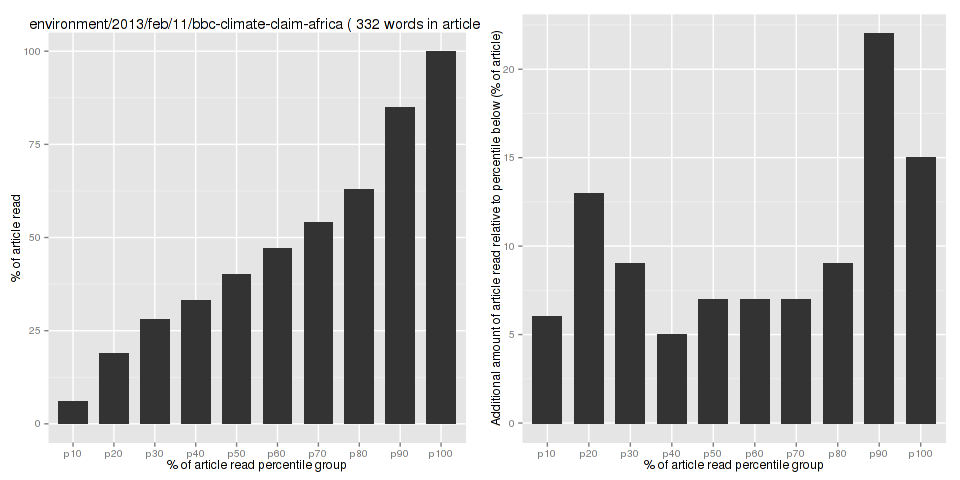 environment/2013/feb/11/bbc-climate-claim-africa ( 332 words in article
% of article read
100
75
50
25
0
p10 p20 p30 p40 p50 p60 p70 p80 p90 p100
% of article read percentile group
Additional amount of article read relative to percentile below (% of article)
20
15
10
5
0
p10 p20 p30 p40 p50 p60 p70 p80 p90 p100
% of article read percentile group